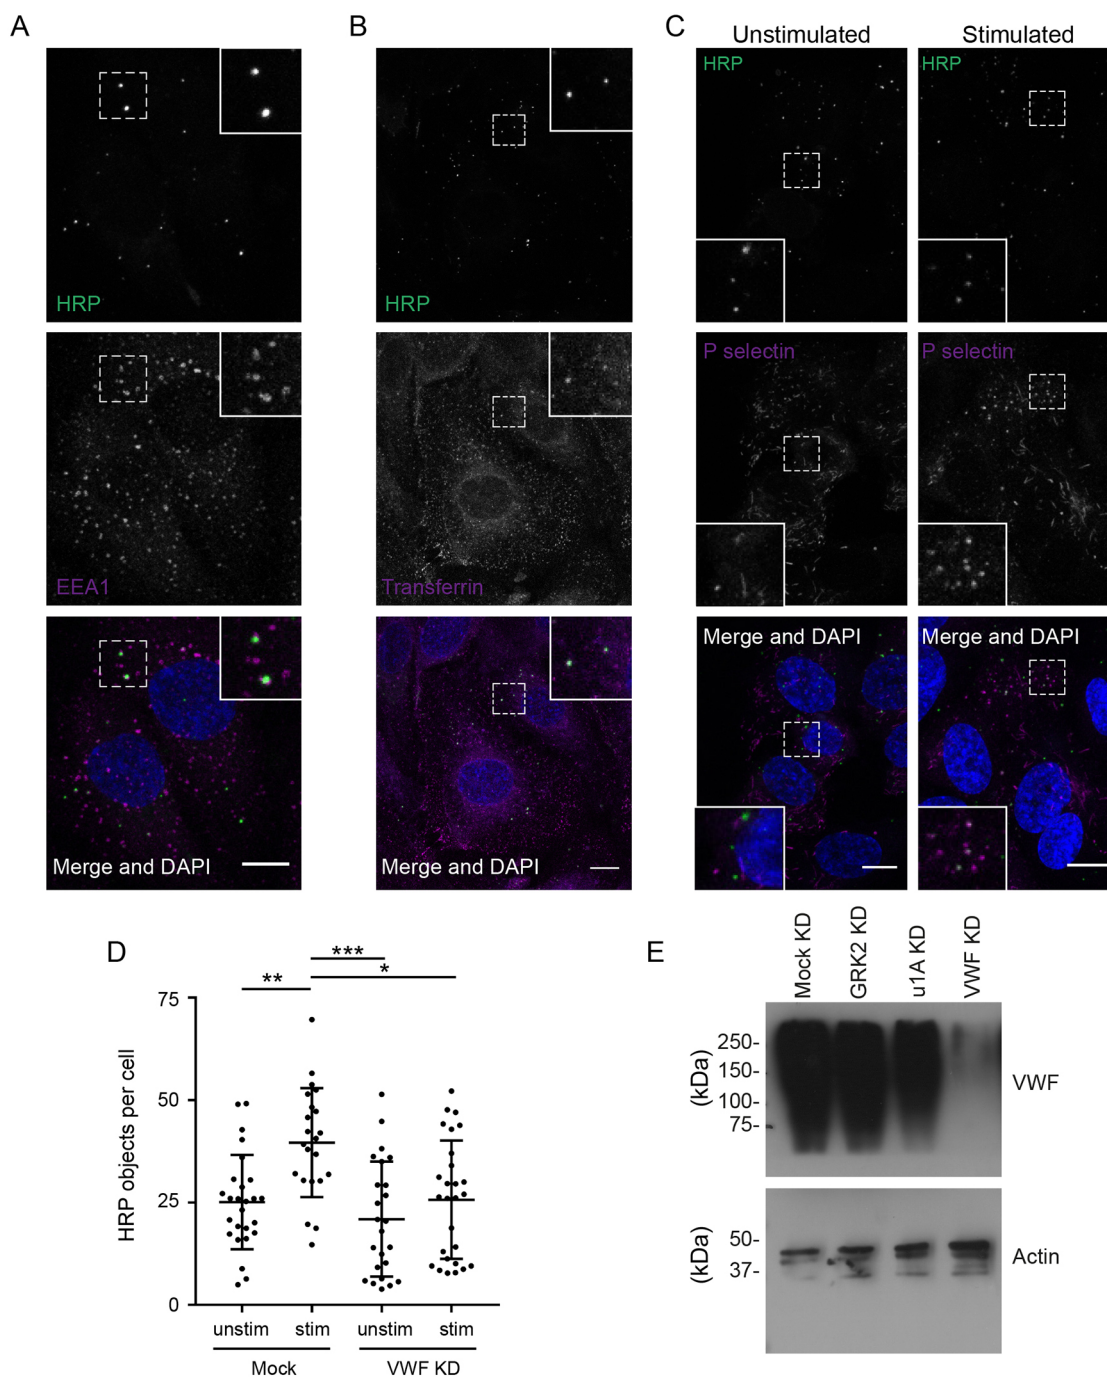 A
B
C
Unstimulated
Stimulated
HRP
HRP
HRP
HRP
EEA1
Transferrin
P selectin
P selectin
Merge and DAPI
Merge and DAPI
Merge and DAPI
Merge and DAPI
D
***
**
*
75
50
25
0
HRP objects per cell
unstim
stim
unstim
stim
Mock
VWF KD
E
Mock KD
GRK2 KD
u1A KD
VWF KD
(kDa)
250-
150-
100-
75-
VWF
(kDa)
50-
37-
Actin